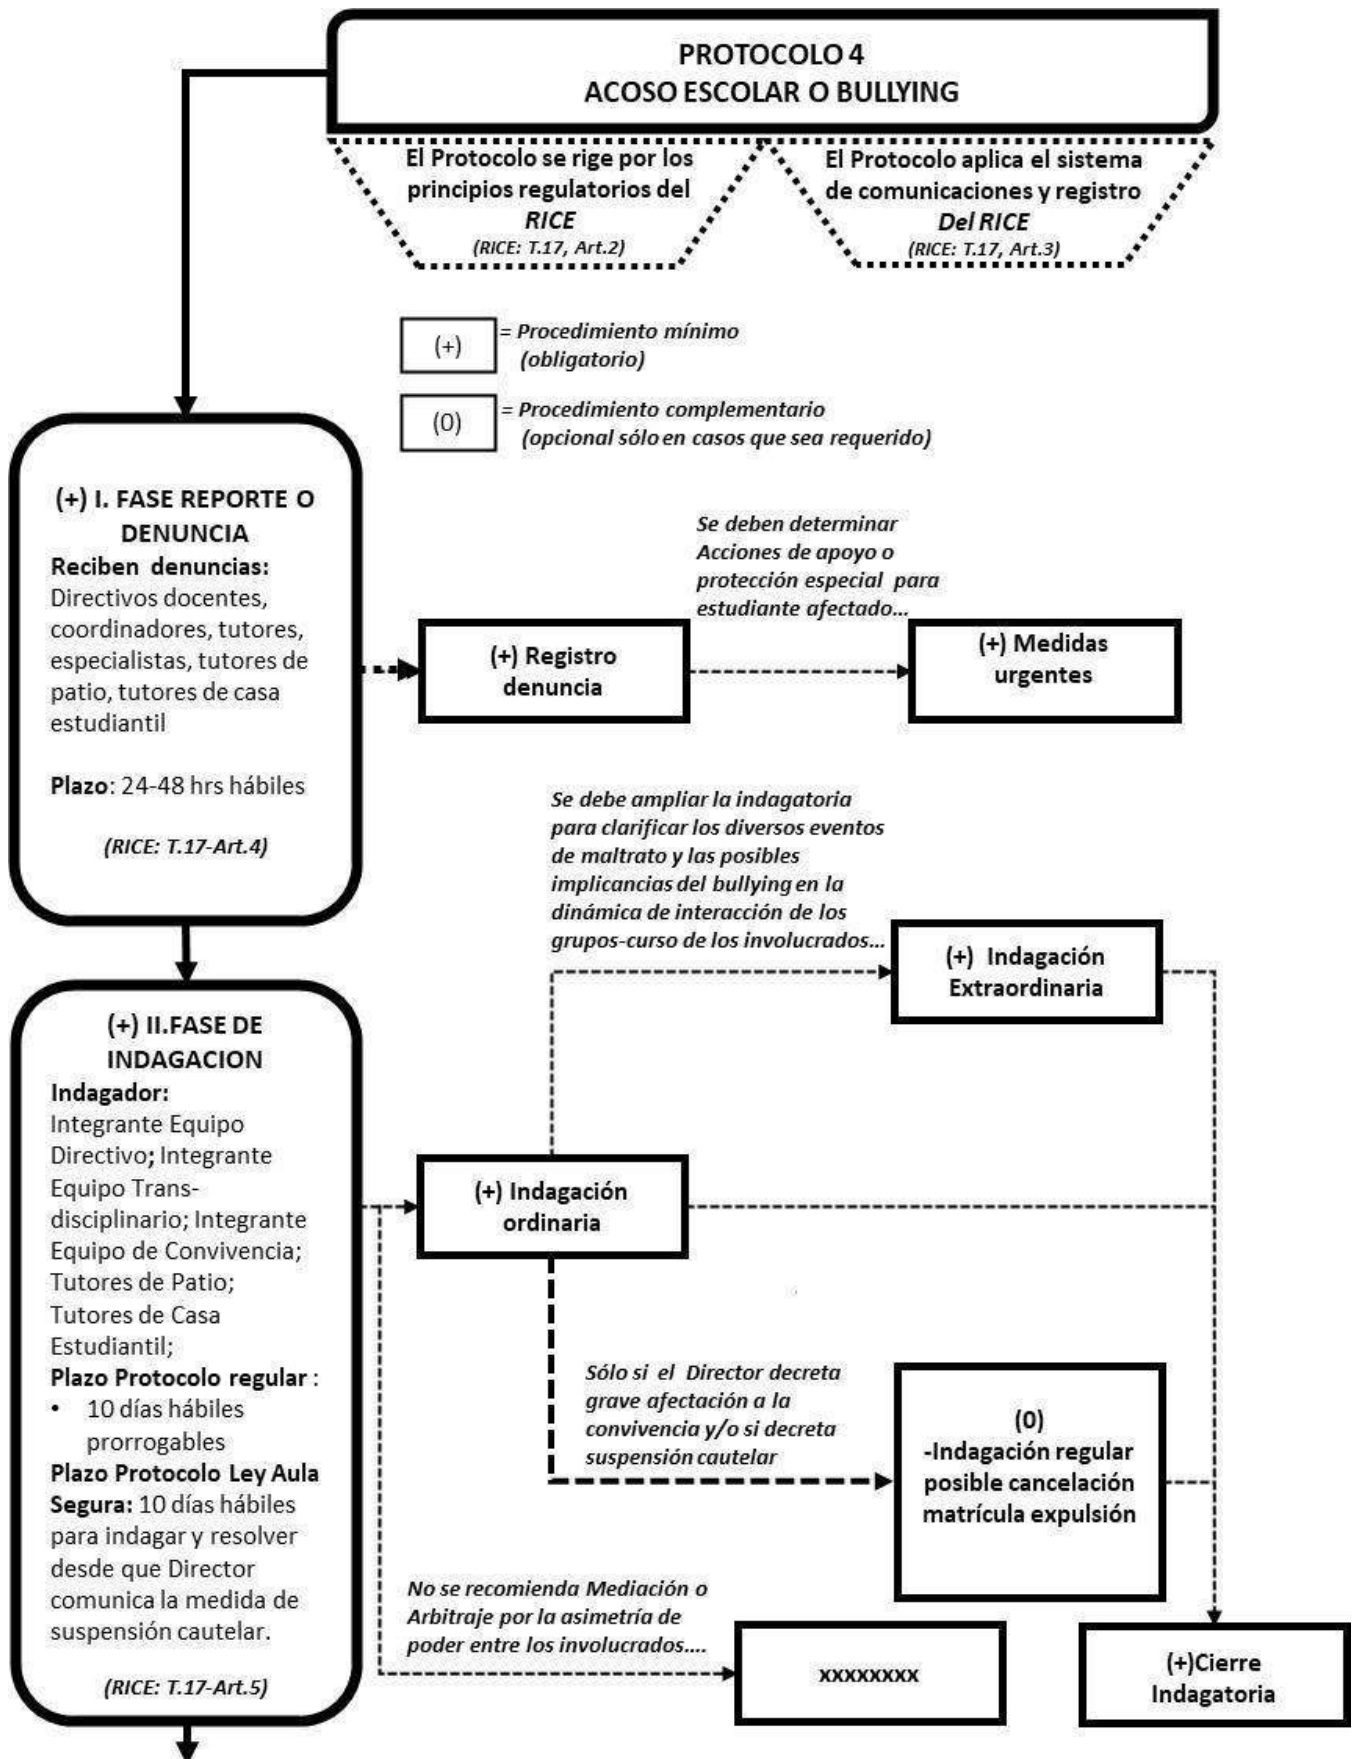 PROTOCOLO 4
ACOSO ESCOLAR O BULLYING
El Protocolo se rige por los
principios regulatorios del
RICE
(RICE: T.17, Art.2)
El Protocolo aplica el sistema
de comunicaciones y registro
Del RICE
(RICE: T.17, Art.3)
(+)
= Procedimiento mínimo
(obligatorio)
(0)
= Procedimiento complementario
(opcional sólo en casos que sea requerido)
(+) I. FASE REPORTE O
DENUNCIA
Reciben denuncias:
Directivos docentes,
coordinadores, tutores,
especialistas, tutores de
patio, tutores de casa
estudiantil
Plazo: 24-48 hrs hábiles
(RICE: T.17-Art.4)
(+) Registro
denuncia
Se deben determinar
Acciones de apoyo o
protección especial para
estudiante afectado...
(+) Medidas
urgentes
(+) II.FASE DE
INDAGACION
Indagador:
Integrante Equipo
Directivo; Integrante
Equipo Trans-
disciplinario; Integrante
Equipo de Convivencia;
Tutores de Patio;
Tutores de Casa
Estudiantil;
Plazo Protocolo regular :
• 10 días hábiles
prorrogables
Plazo Protocolo Ley Aula
Segura: 10 días hábiles
para indagar y resolver
desde que Director
comunica la medida de
suspensión cautelar.
(RICE: T.17-Art.5)
(+) Indagación
ordinaria
Se debe ampliar la indagatoria
para clarificar los diversos eventos
de maltrato y las posibles
implicancias del bullying en la
dinámica de interacción de los
grupos-curso de los involucrados...
(+) Indagación
Extraordinaria
Sólo si el Director decreta
grave afectación a la
convivencia y/o si decreta
suspensión cautelar
(0)
-Indagación regular
posible cancelación
matrícula expulsión
No se recomienda Mediación o
Arbitraje por la asimetría de
poder entre los involucrados....
xxxxxxxx
(+)Cierre
Indagatoria